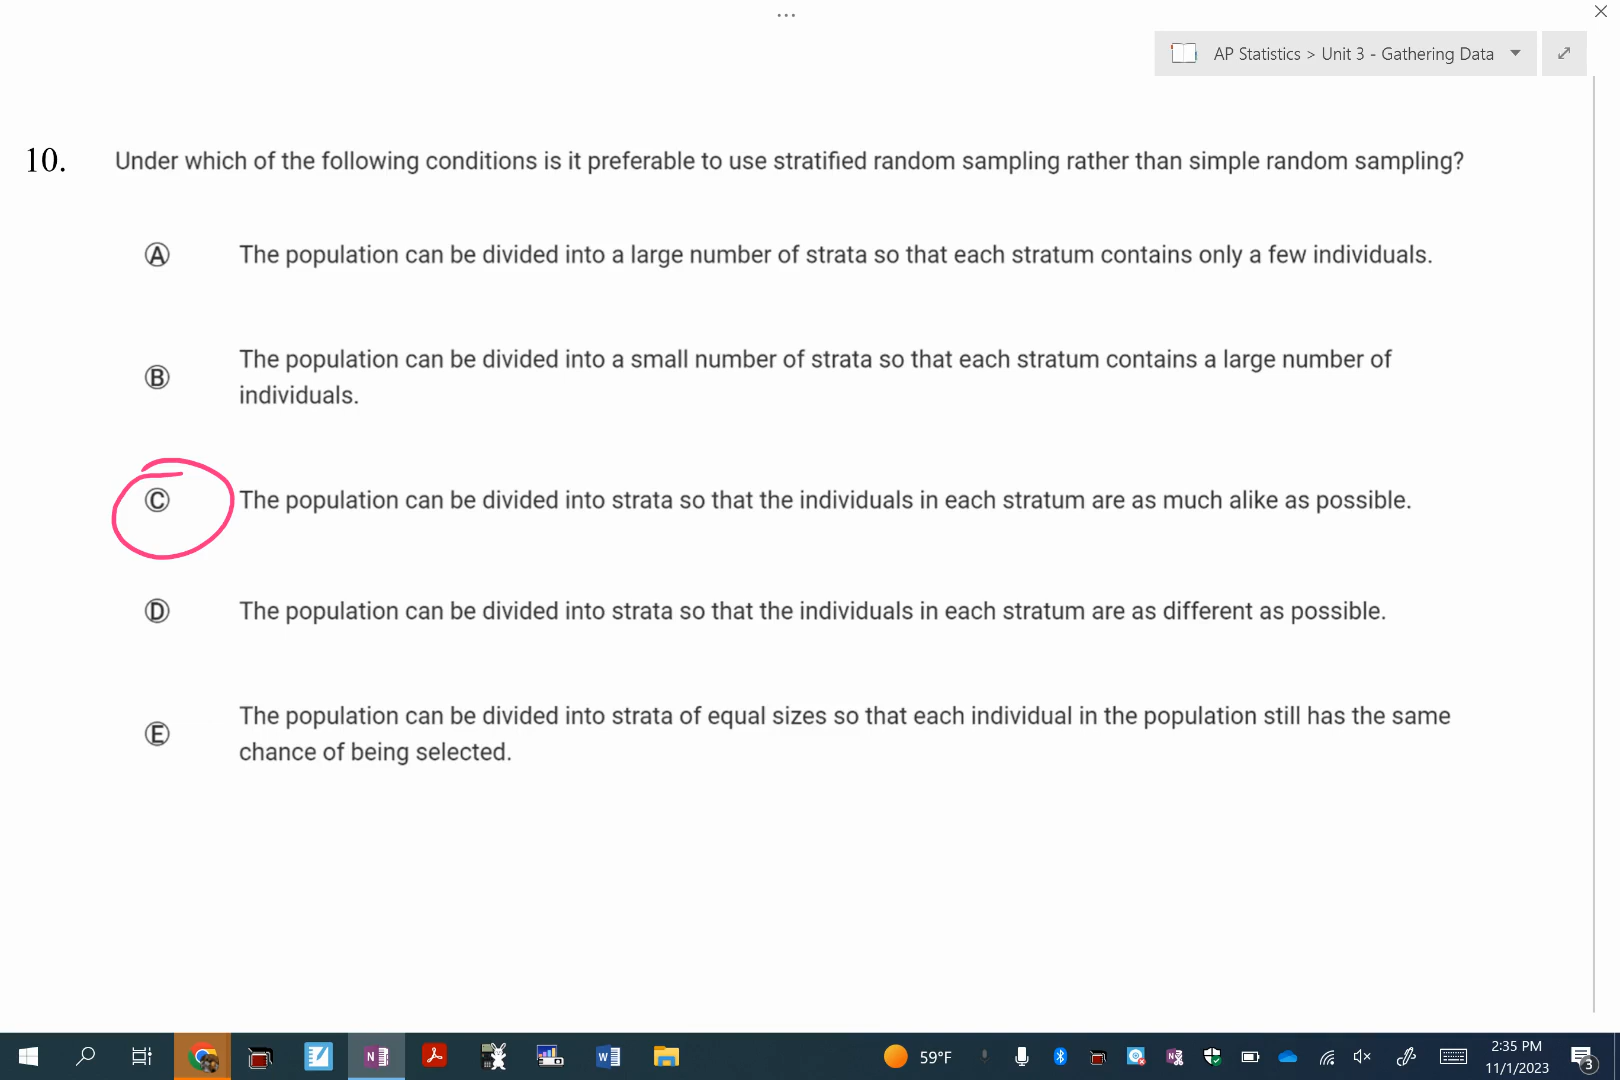 AP Statistics > Unit 3 - Gathering Data
10. Under which of the following conditions is it preferable to use stratified random sampling rather than simple random sampling?
A The population can be divided into a large number of strata so that each stratum contains only a few individuals.
B The population can be divided into a small number of strata so that each stratum contains a large number of
individuals.
C The population can be divided into strata so that the individuals in each stratum are as much alike as possible.
D The population can be divided into strata so that the individuals in each stratum are as different as possible.
E The population can be divided into strata of equal sizes so that each individual in the population still has the same
chance of being selected.
59°F
2:35 PM
11/1/2023
3